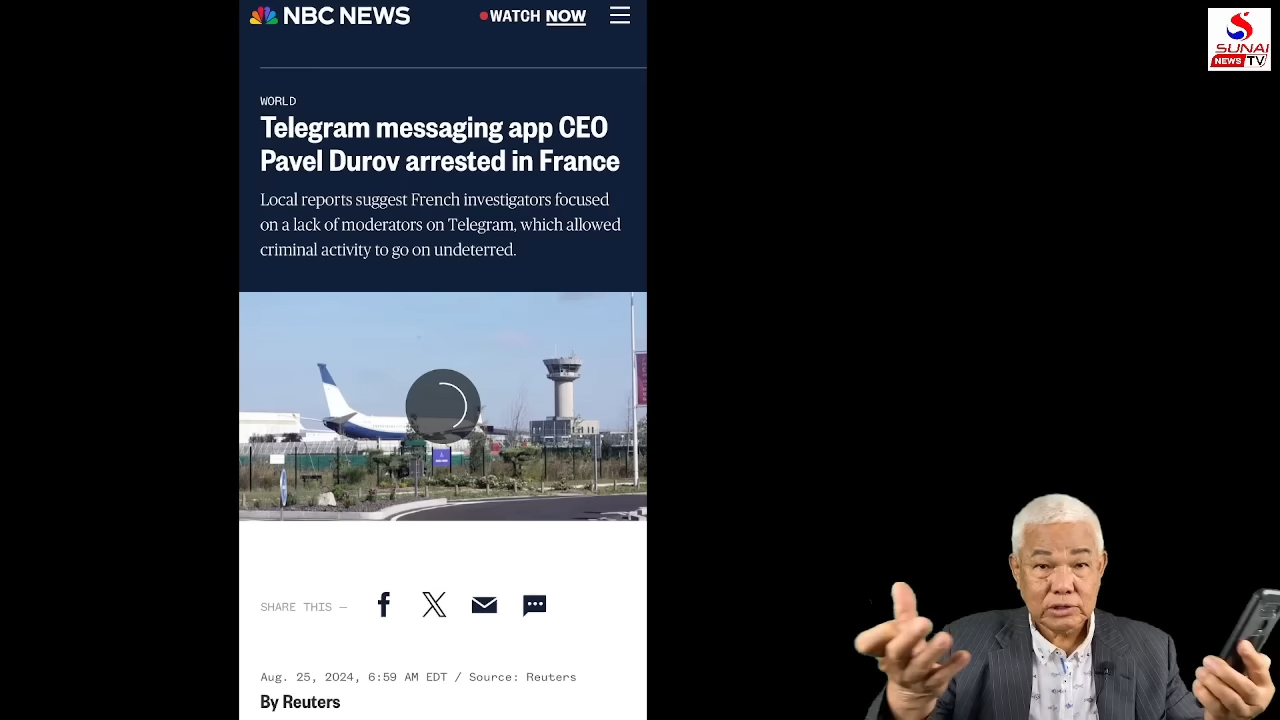 NBC NEWS
WATCH NOW
SUNAI
NEWS TV
WORLD
Telegram messaging app CEO
Pavel Durov arrested in France
Local reports suggest French investigators focused
on a lack of moderators on Telegram, which allowed
criminal activity to go on undeterred.
SHARE THIS —
Aug. 25, 2024, 6:59 AM EDT / Source: Reuters
By Reuters